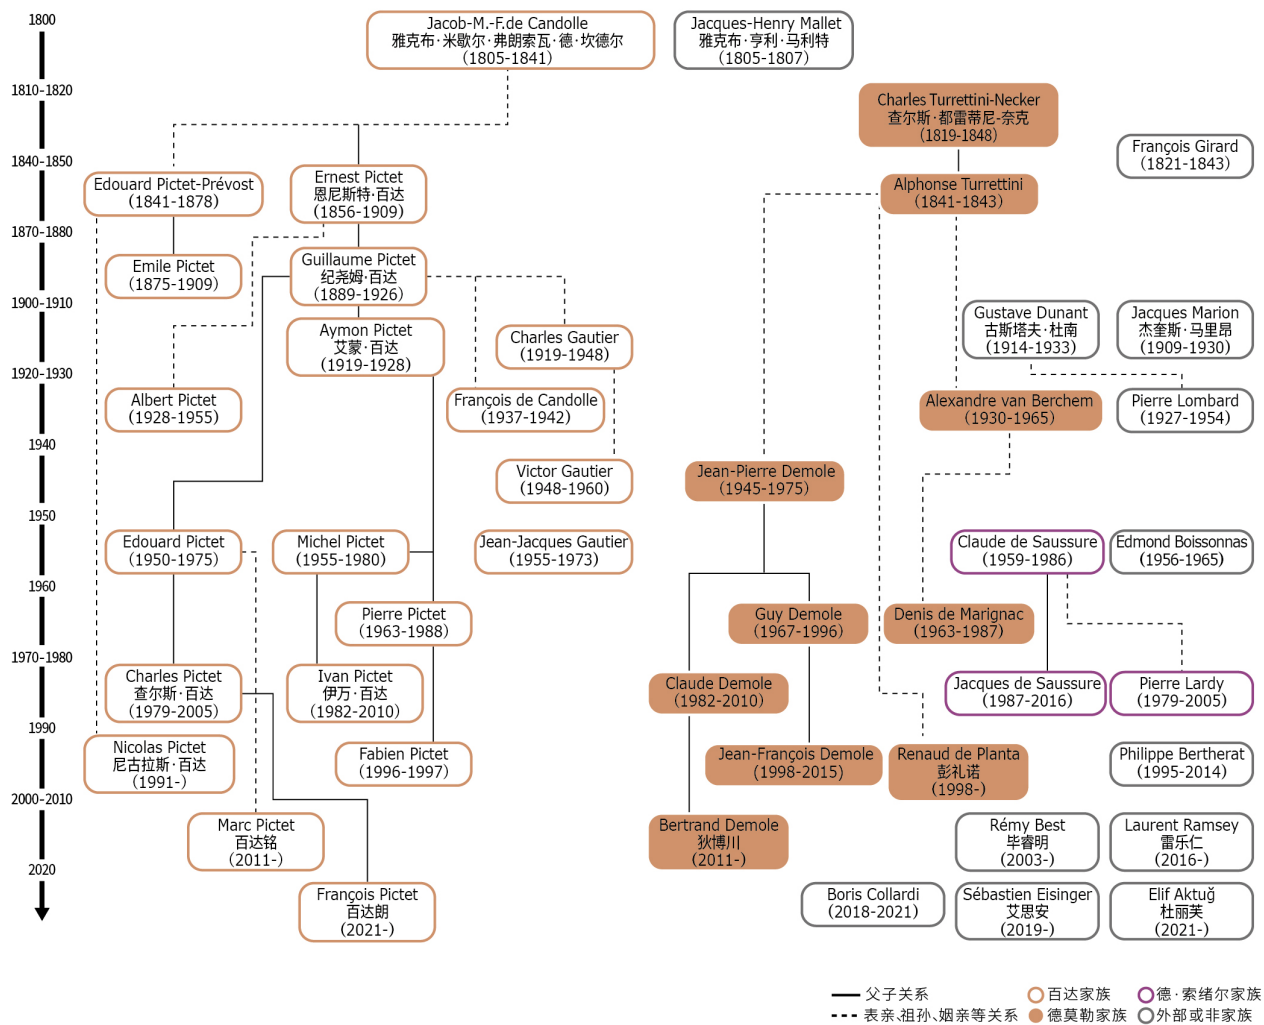 1800
Jacob-M.-F.de Candolle
雅克布·米歇尔·弗朗索瓦·德·坎德尔
(1805-1841)
Jacques-Henry Mallet
雅克布·亨利·马利特
(1805-1807)
1810-1820
Charles Turrettini-Necker
查尔斯·都雷蒂尼-奈克
(1819-1848)
1840-1850
François Girard
(1821-1843)
Edouard Pictet-Prévost
(1841-1878)
Ernest Pictet
恩尼斯特·百达
(1856-1909)
Alphonse Turrettini
(1841-1843)
1870-1880
Emile Pictet
(1875-1909)
Guillaume Pictet
纪尧姆·百达
(1889-1926)
1900-1910
Aymon Pictet
艾蒙·百达
(1919-1928)
Charles Gautier
(1919-1948)
Gustave Dunant
古斯塔夫·杜南
(1914-1933)
Jacques Marion
杰奎斯·马里昂
(1909-1930)
1920-1930
Albert Pictet
(1928-1955)
François de Candolle
(1937-1942)
Alexandre van Berchem
(1930-1965)
Pierre Lombard
(1927-1954)
1940
Victor Gautier
(1948-1960)
Jean-Pierre Demole
(1945-1975)
1950
Edouard Pictet
(1950-1975)
Michel Pictet
(1955-1980)
Jean-Jacques Gautier
(1955-1973)
Claude de Saussure
(1959-1986)
Edmond Boissonnas
(1956-1965)
1960
Pierre Pictet
(1963-1988)
Guy Demole
(1967-1996)
Denis de Marignac
(1963-1987)
1970-1980
Charles Pictet
查尔斯·百达
(1979-2005)
Ivan Pictet
伊万·百达
(1982-2010)
Claude Demole
(1982-2010)
Jacques de Saussure
(1987-2016)
Pierre Lardy
(1979-2005)
1990
Nicolas Pictet
尼古拉斯·百达
(1991-)
Fabien Pictet
(1996-1997)
Jean-François Demole
(1998-2015)
Renaud de Planta
彭礼诺
(1998-)
Philippe Bertherat
(1995-2014)
2000-2010
Marc Pictet
百达铭
(2011-)
Bertrand Demole
狄博川
(2011-)
Rémy Best
毕睿明
(2003-)
Laurent Ramsey
雷乐仁
(2016-)
2020
François Pictet
百达朗
(2021-)
Boris Collardi
(2018-2021)
Sébastien Eisinger
艾思安
(2019-)
Elif Aktuğ
杜丽芙
(2021-)
父子关系
百达家族
德·索绪尔家族
表亲、祖孙、姻亲等关系
德莫勒家族
外部或非家族